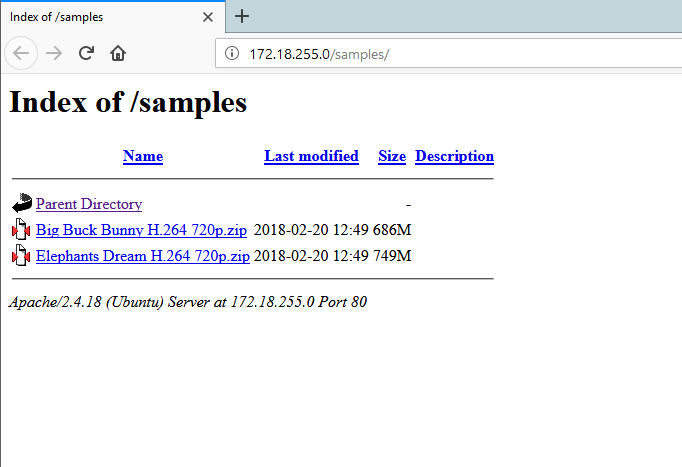 Index of /samples
172.18.255.0/samples/
Index of /samples
Name Last modified Size Description
Parent Directory -
Big Buck Bunny H.264 720p.zip 2018-02-20 12:49 686M
Elephants Dream H.264 720p.zip 2018-02-20 12:49 749M
Apache/2.4.18 (Ubuntu) Server at 172.18.255.0 Port 80